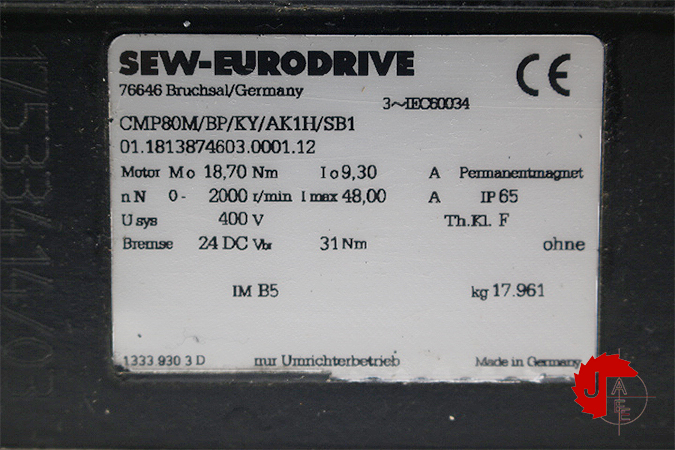 SEW-EURODRIVE
CE
76646 Bruchsal/Germany
3~IEC60034
CMP80M/BP/KY/AK1H/SB1
01.1813874603.0001.12
Motor Mo 18,70 Nm Io 9,30 A Permanentmagnet
nN 0- 2000 r/min Imax 48,00 A IP 65
Usys 400 V Th.Kl. F
Bremse 24 DC Vbr 31 Nm ohne
IM B5 kg 17.961
1333 930 3 D nur Umrichterbetrieb Made in Germany
J